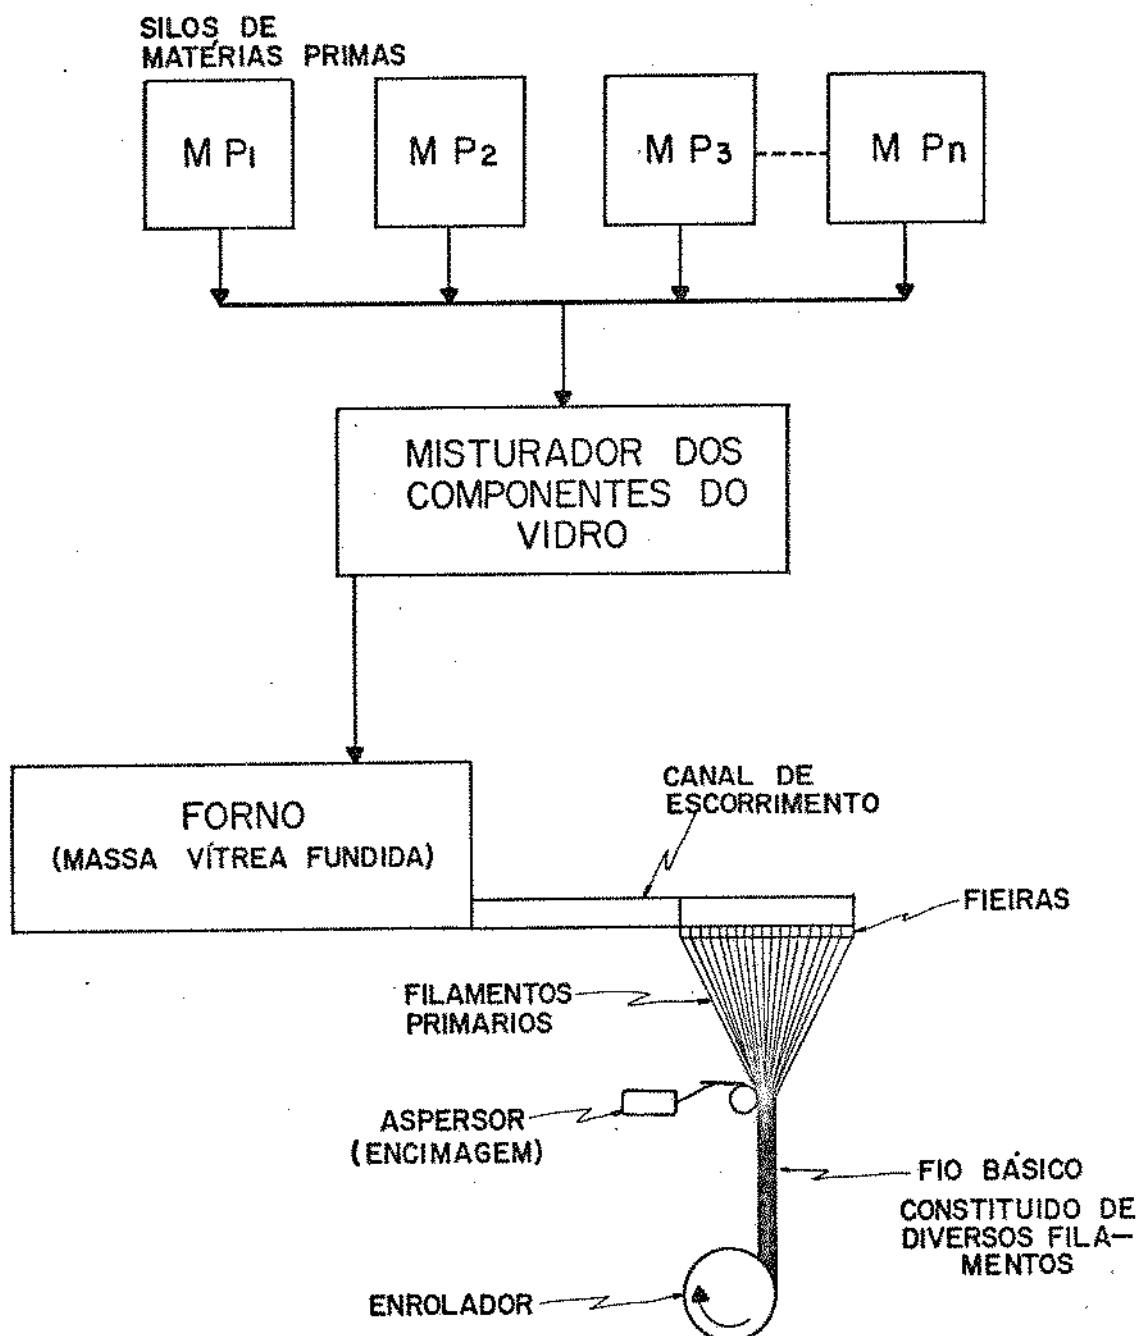 SILOS DE
MATÉRIAS PRIMAS
M P1
M P2
M P3
M Pn
MISTURADOR DOS
COMPONENTES DO
VIDRO
FORNO
(MASSA VÍTREA FUNDIDA)
CANAL DE
ESCORRIMENTO
FIEIRAS
FILAMENTOS
PRIMARIOS
ASPERSOR
(ENCIMAGEM)
FIO BÁSICO
CONSTITUIDO DE
DIVERSOS FILA-
MENTOS
ENROLADOR